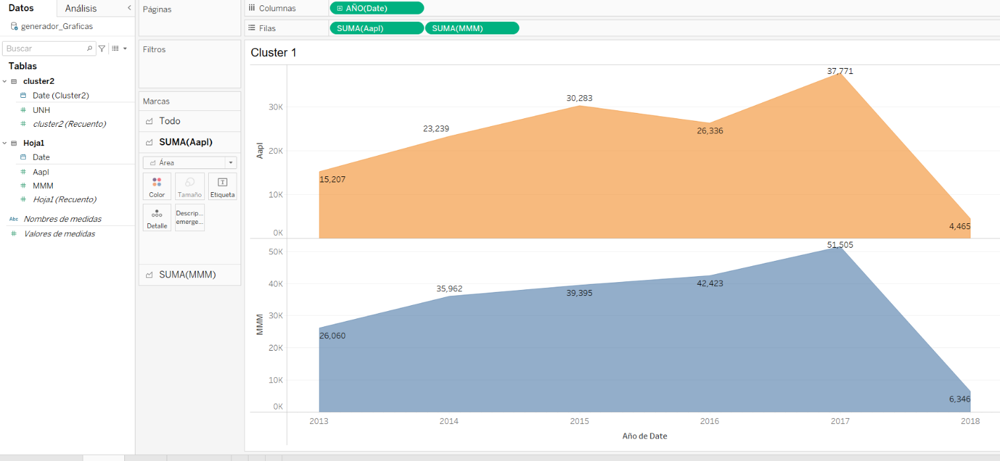 Datos
Análisis
generador_Graficas
Buscar
Tablas
cluster2
Date (Cluster2)
UNH
cluster2 (Recuento)
Hoja1
Date
Aapl
MMM
Hoja1 (Recuento)
Abc Nombres de medidas
Valores de medidas
Páginas
Filtros
Marcas
Todo
SUMA(Aapl)
Área
Color
Tamaño
Etiqueta
Detalle
Descrip...
emerge...
SUMA(MMM)
Columnas
AÑO(Date)
Filas
SUMA(Aapl)
SUMA(MMM)
Cluster 1
Aapl
30K
20K
10K
0K
15,207
23,239
30,283
26,336
37,771
4,465
MMM
50K
40K
30K
20K
10K
0K
26,060
35,962
39,395
42,423
51,505
6,346
2013
2014
2015
2016
2017
2018
Año de Date